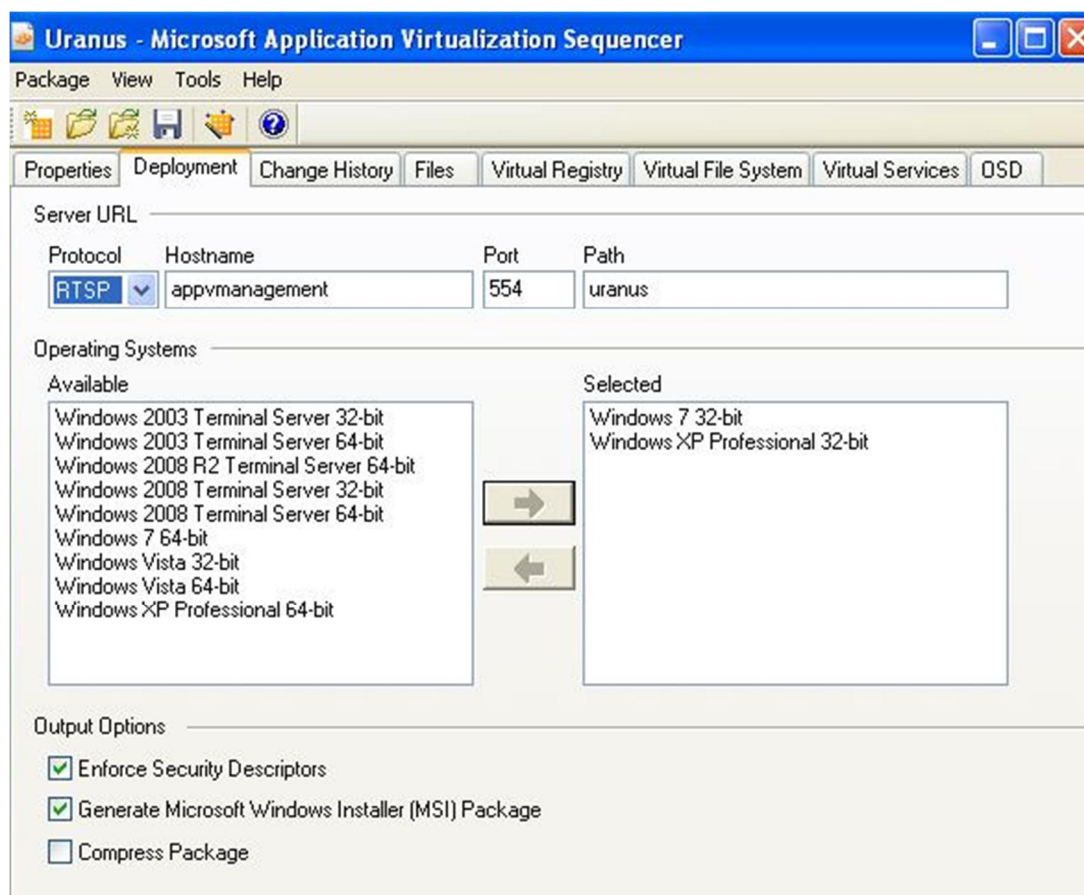 Uranus - Microsoft Application Virtualization Sequencer
Package View Tools Help
Properties Deployment Change History Files Virtual Registry Virtual File System Virtual Services OSD
Server URL
Protocol Hostname Port Path
RTSP appvmanagement 554 uranus
Operating Systems
Available
Windows 2003 Terminal Server 32-bit
Windows 2003 Terminal Server 64-bit
Windows 2008 R2 Terminal Server 64-bit
Windows 2008 Terminal Server 32-bit
Windows 2008 Terminal Server 64-bit
Windows 7 64-bit
Windows Vista 32-bit
Windows Vista 64-bit
Windows XP Professional 64-bit
Selected
Windows 7 32-bit
Windows XP Professional 32-bit
Output Options
Enforce Security Descriptors
Generate Microsoft Windows Installer (MSI) Package
Compress Package